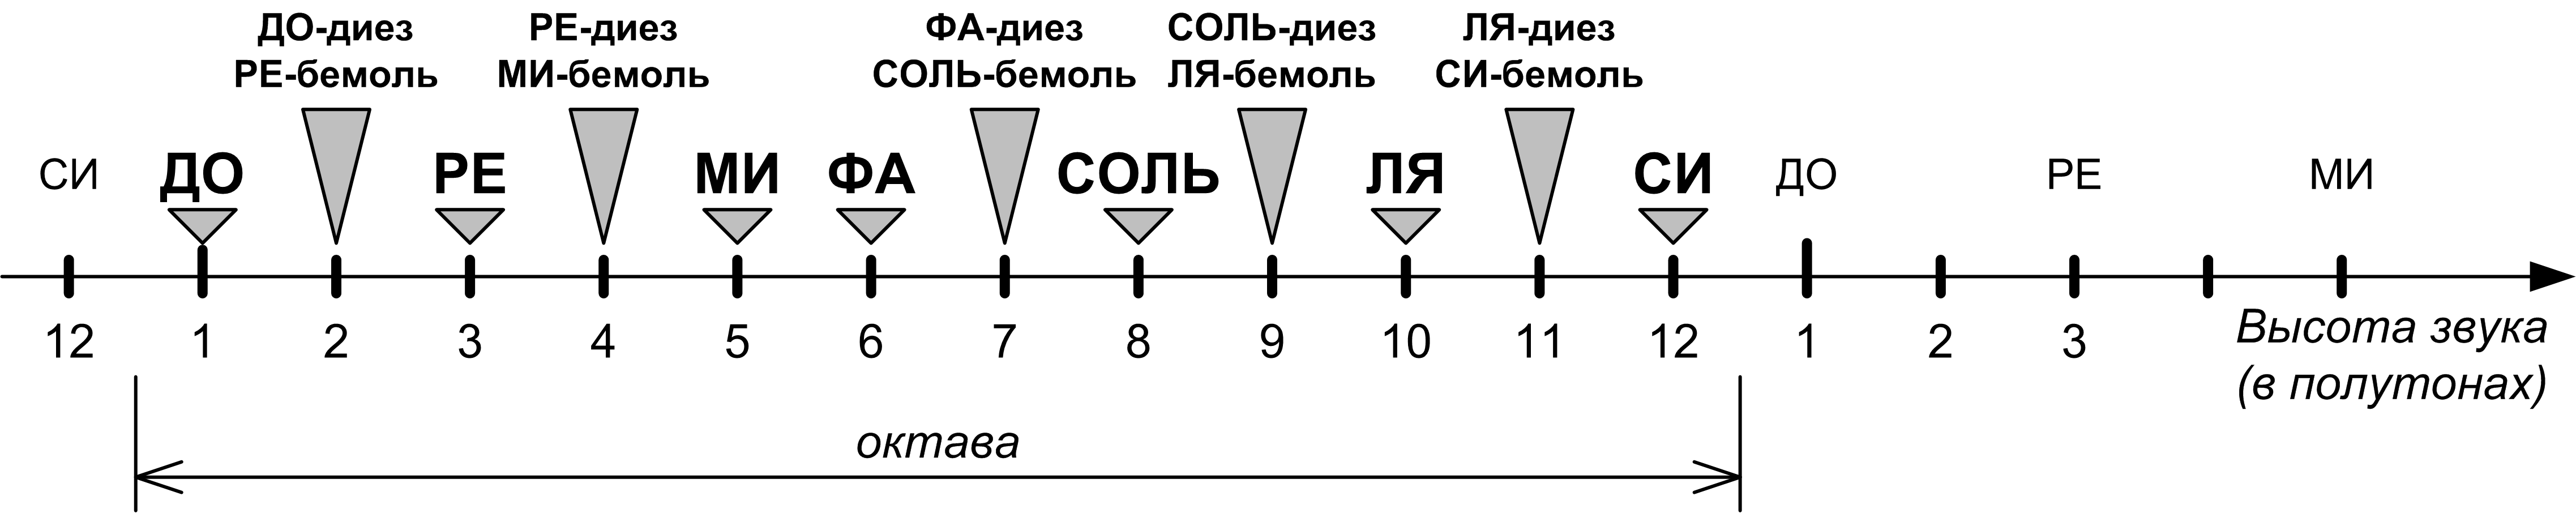 ДО-диез РЕ-диез ФА-диез СОЛЬ-диез ЛЯ-диез
РЕ-бемоль МИ-бемоль СОЛЬ-бемоль ЛЯ-бемоль СИ-бемоль
СИ ДО РЕ МИ ФА СОЛЬ ЛЯ СИ ДО РЕ МИ
12 1 2 3 4 5 6 7 8 9 10 11 12 1 2 3
Высота звука
(в полутонах)
октава